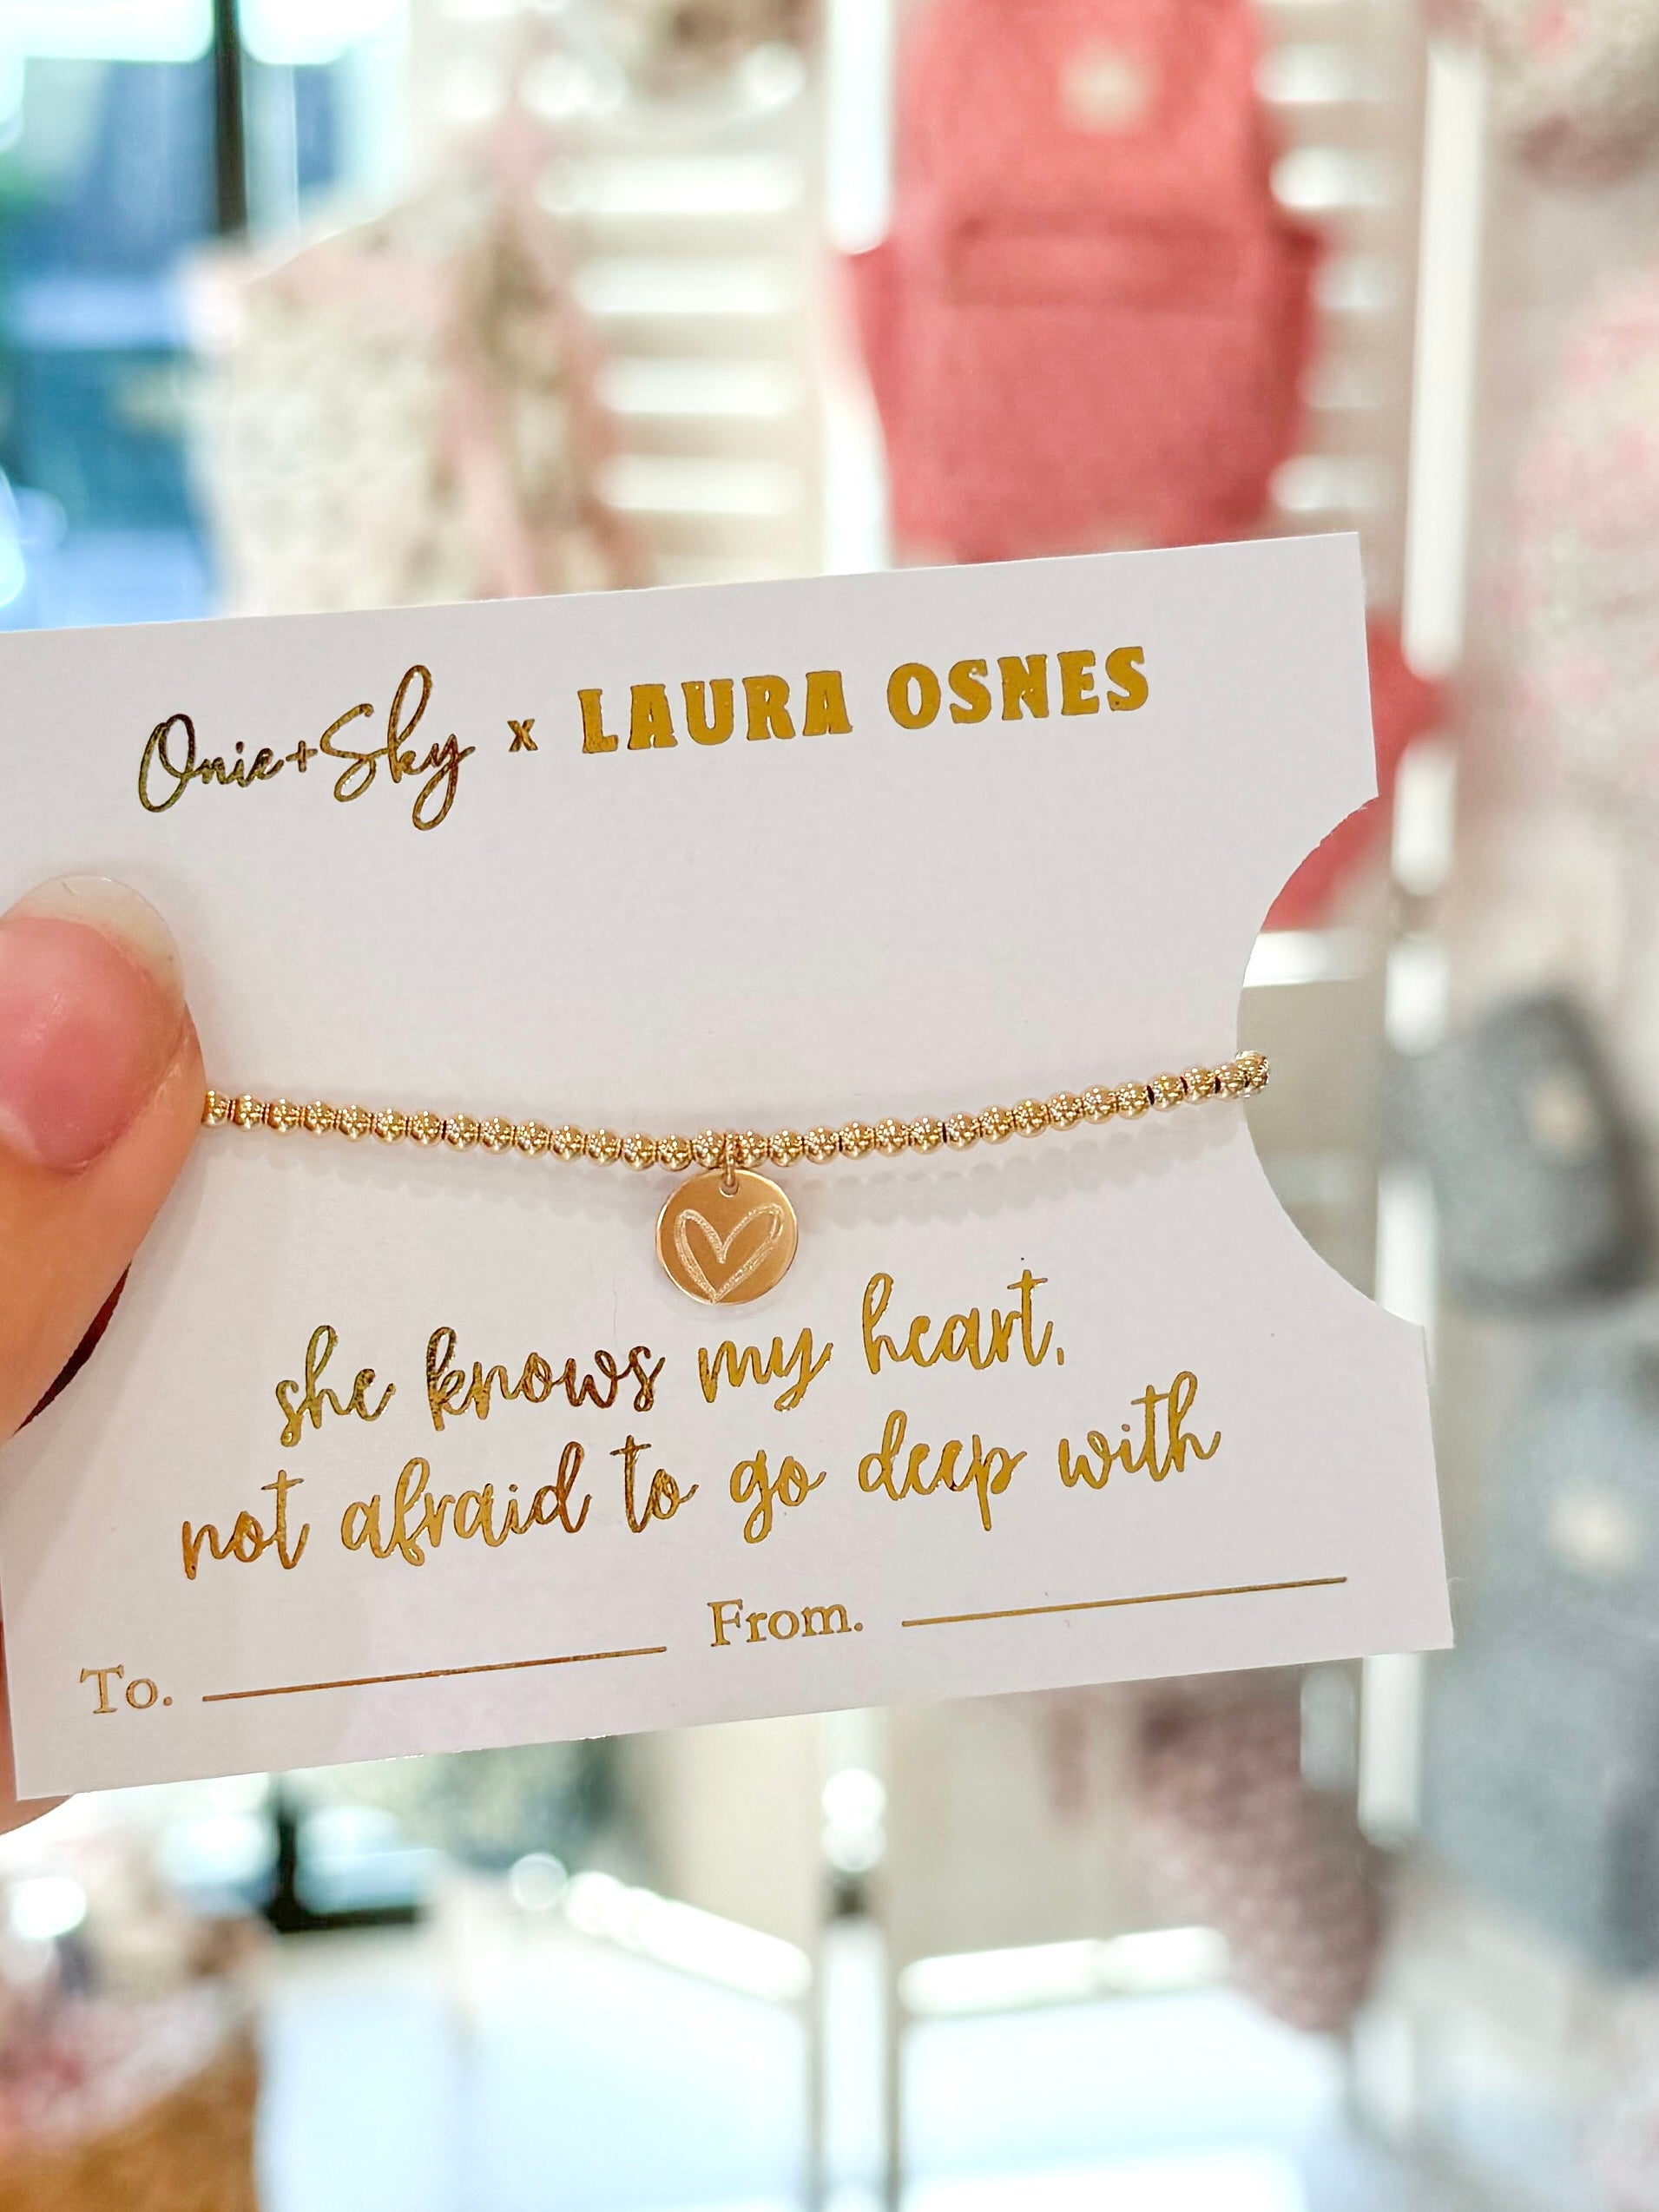 Onie+Sky x LAURA OSNES
she knows my heart,
not afraid to go deep with
To. From.